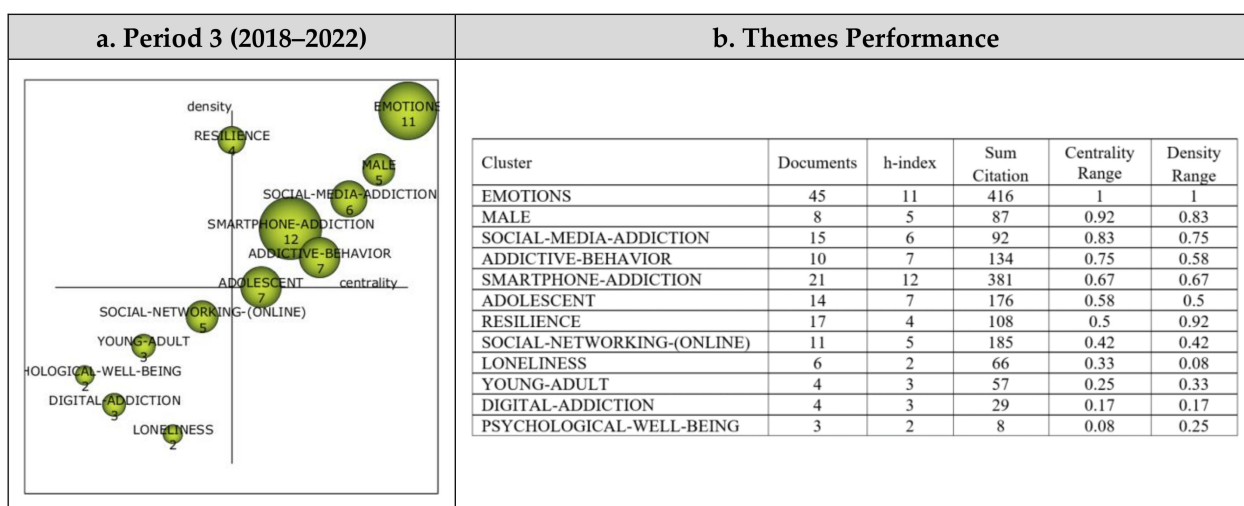 a. Period 3 (2018–2022)
b. Themes Performance
density
EMOTIONS
11
RESILIENCE
4
MALE
5
SOCIAL-MEDIA-ADDICTION
6
SMARTPHONE-ADDICTION
12
ADDICTIVE-BEHAVIOR
7
ADOLESCENT
7
centrality
SOCIAL-NETWORKING-(ONLINE)
5
YOUNG-ADULT
3
HOLOGICAL-WELL-BEING
2
DIGITAL-ADDICTION
3
LONELINESS
2
Cluster Documents h-index Sum Citation Centrality Range Density Range
EMOTIONS 45 11 416 1 1
MALE 8 5 87 0.92 0.83
SOCIAL-MEDIA-ADDICTION 15 6 92 0.83 0.75
ADDICTIVE-BEHAVIOR 10 7 134 0.75 0.58
SMARTPHONE-ADDICTION 21 12 381 0.67 0.67
ADOLESCENT 14 7 176 0.58 0.5
RESILIENCE 17 4 108 0.5 0.92
SOCIAL-NETWORKING-(ONLINE) 11 5 185 0.42 0.42
LONELINESS 6 2 66 0.33 0.08
YOUNG-ADULT 4 3 57 0.25 0.33
DIGITAL-ADDICTION 4 3 29 0.17 0.17
PSYCHOLOGICAL-WELL-BEING 3 2 8 0.08 0.25